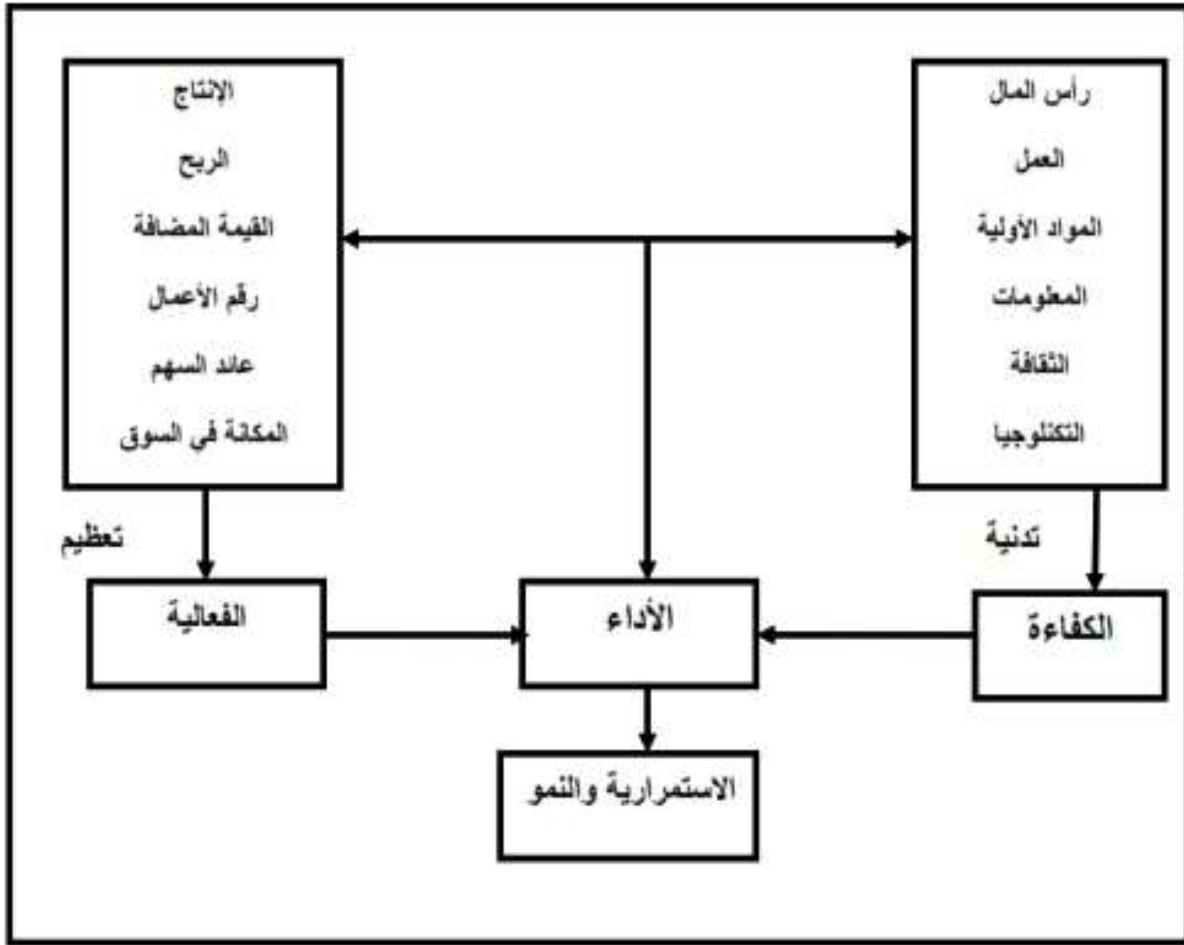 رأس المال
العمل
المواد الأولية
المعلومات
الثقافة
التكنلوجيا
الإنتاج
الربح
القيمة المضافة
رقم الأعمال
عائد السهم
المكانة في السوق
تدنية
تعظيم
الكفاءة
الأداء
الفعالية
الاستمرارية والنمو